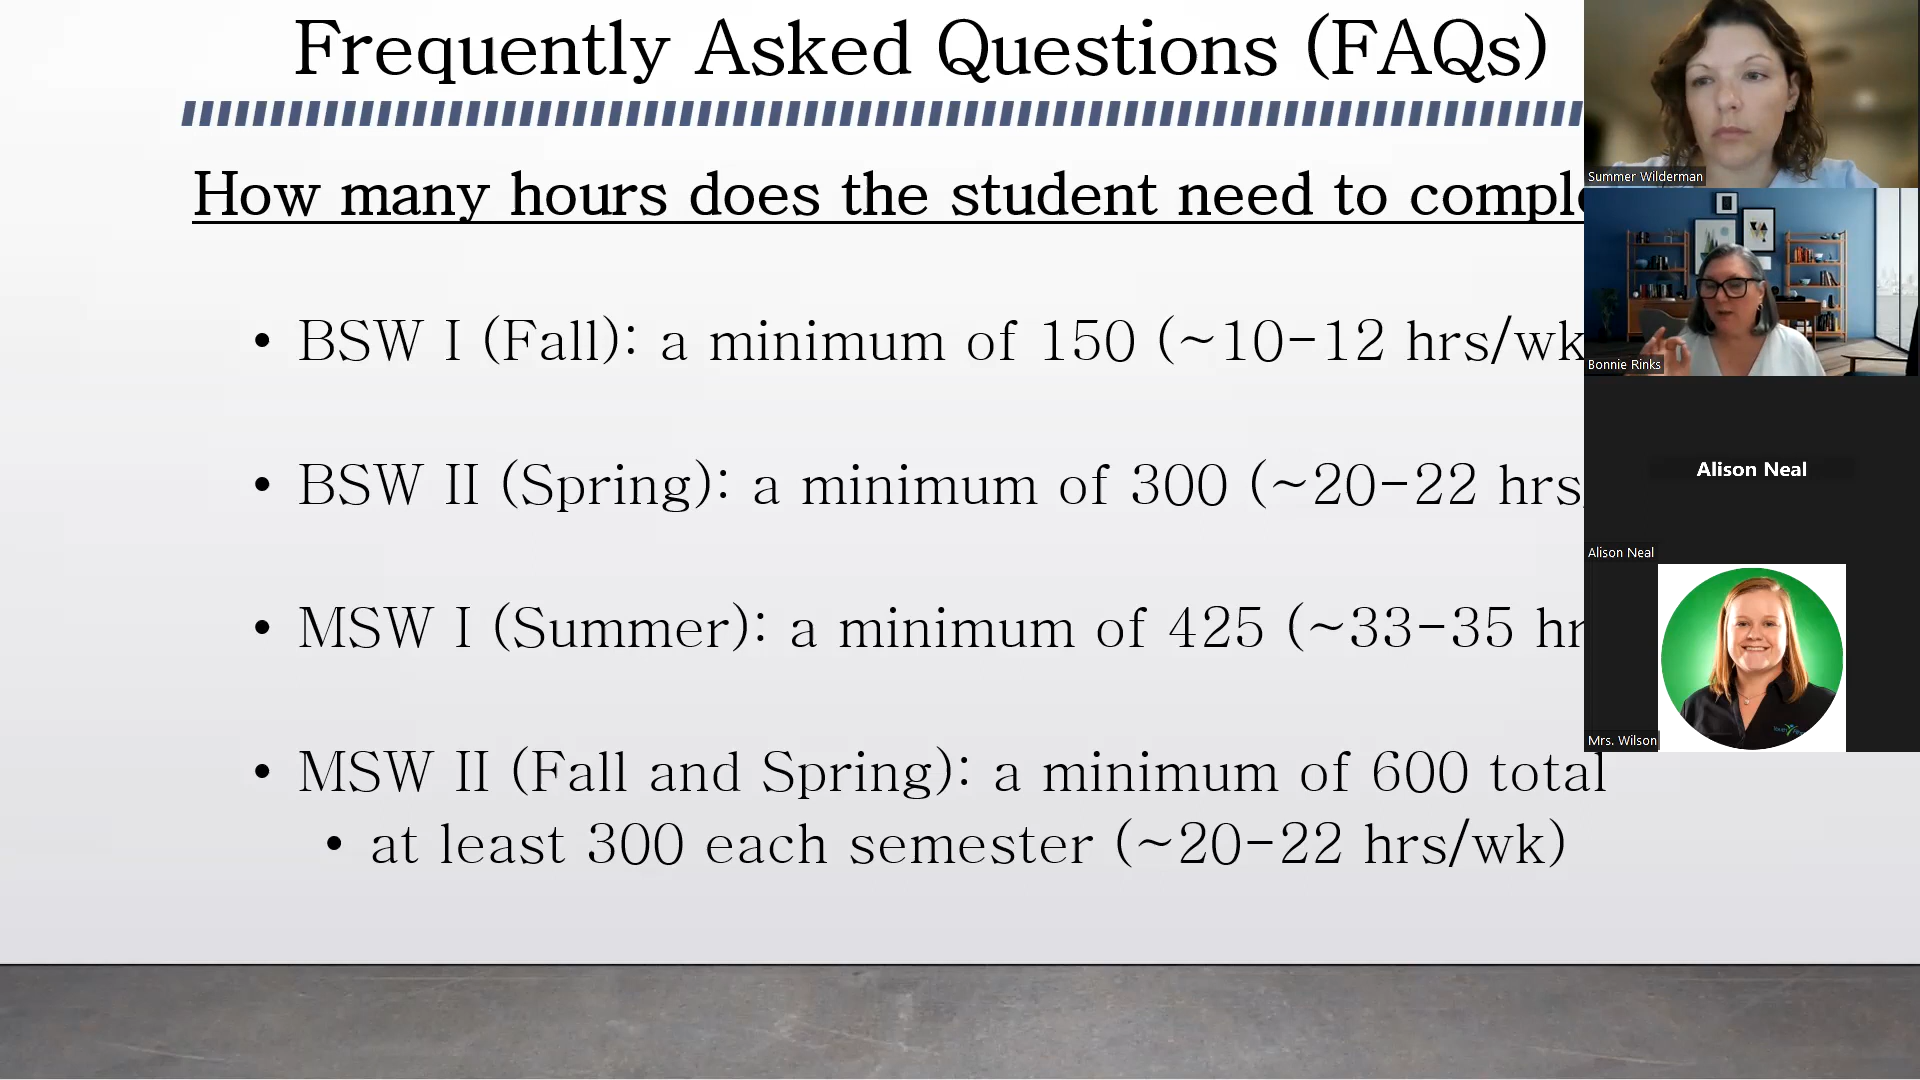 Frequently Asked Questions (FAQs)
How many hours does the student need to comple
• BSW I (Fall): a minimum of 150 (~10-12 hrs/wk
• BSW II (Spring): a minimum of 300 (~20-22 hrs
• MSW I (Summer): a minimum of 425 (~33-35 hr
• MSW II (Fall and Spring): a minimum of 600 total
• at least 300 each semester (~20-22 hrs/wk)
Summer Wilderman
Bonnie Rinks
Alison Neal
Alison Neal
Mrs. Wilson